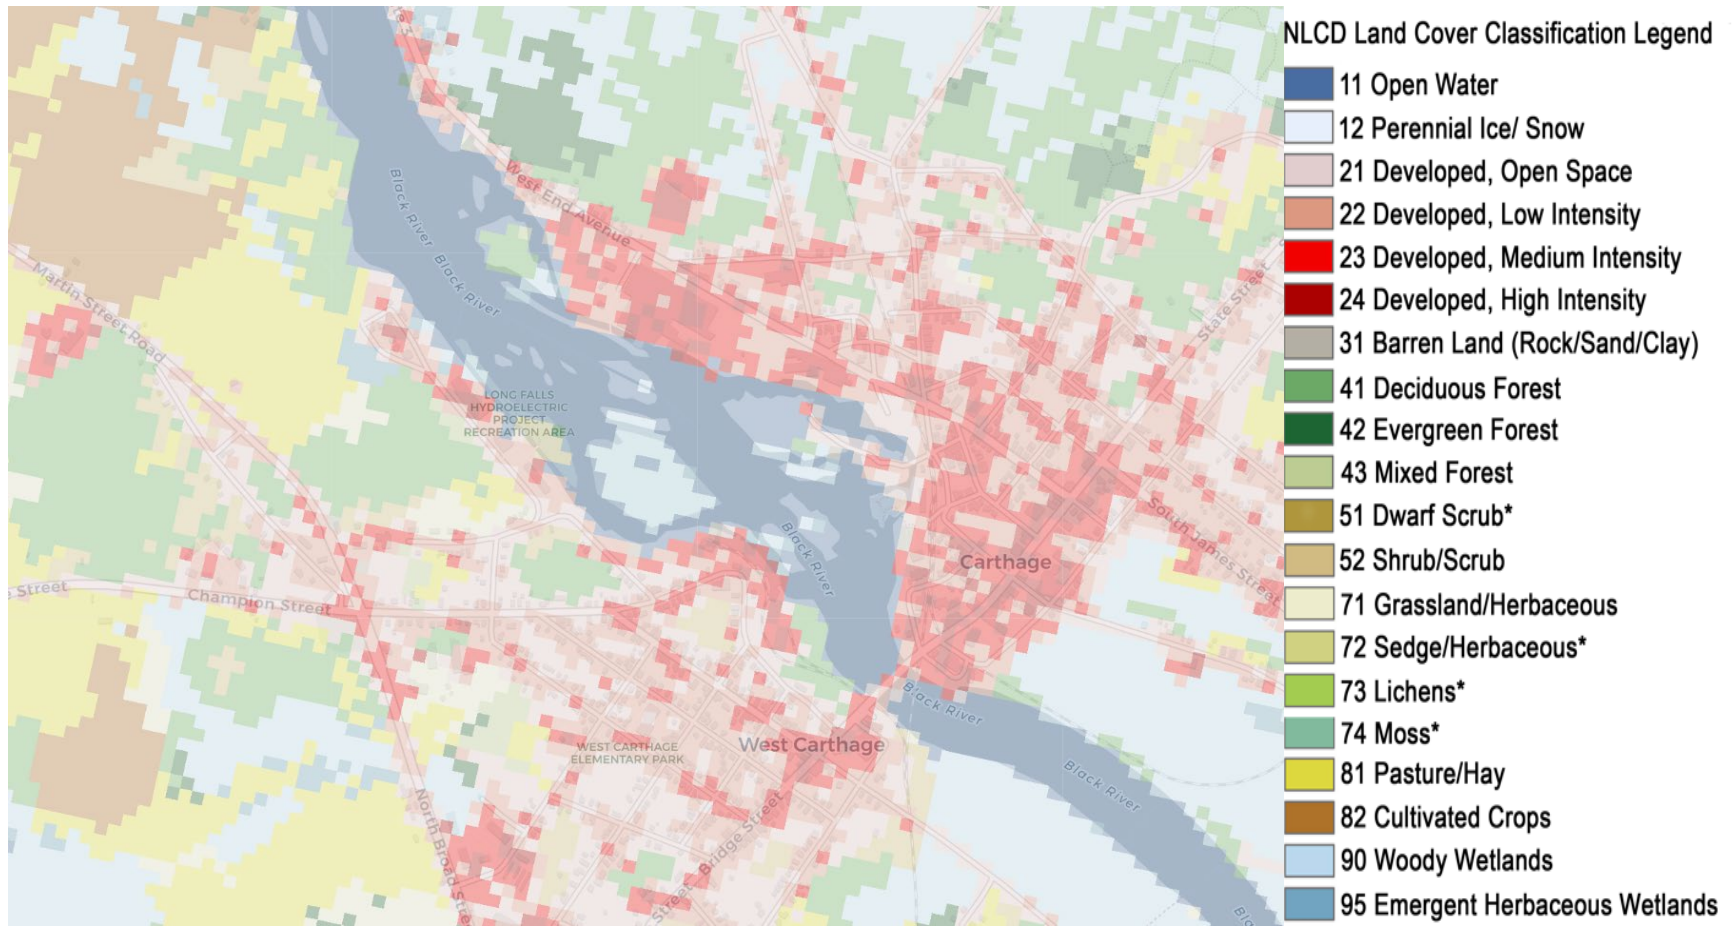 NLCD Land Cover Classification Legend
11 Open Water
12 Perennial Ice/ Snow
21 Developed, Open Space
22 Developed, Low Intensity
23 Developed, Medium Intensity
24 Developed, High Intensity
31 Barren Land (Rock/Sand/Clay)
41 Deciduous Forest
42 Evergreen Forest
43 Mixed Forest
51 Dwarf Scrub*
52 Shrub/Scrub
71 Grassland/Herbaceous
72 Sedge/Herbaceous*
73 Lichens*
74 Moss*
81 Pasture/Hay
82 Cultivated Crops
90 Woody Wetlands
95 Emergent Herbaceous Wetlands
West End Avenue
Black River
Black River
Martin Street Road
State Street
LONG FALLS
HYDROELECTRIC
PROJECT
RECREATION AREA
South James Street
Black River
Carthage
Street
Champion Street
Black River
West Carthage
WEST CARTHAGE
ELEMENTARY PARK
Black River
North Broad Stre
Bridge Street
Street
Bla